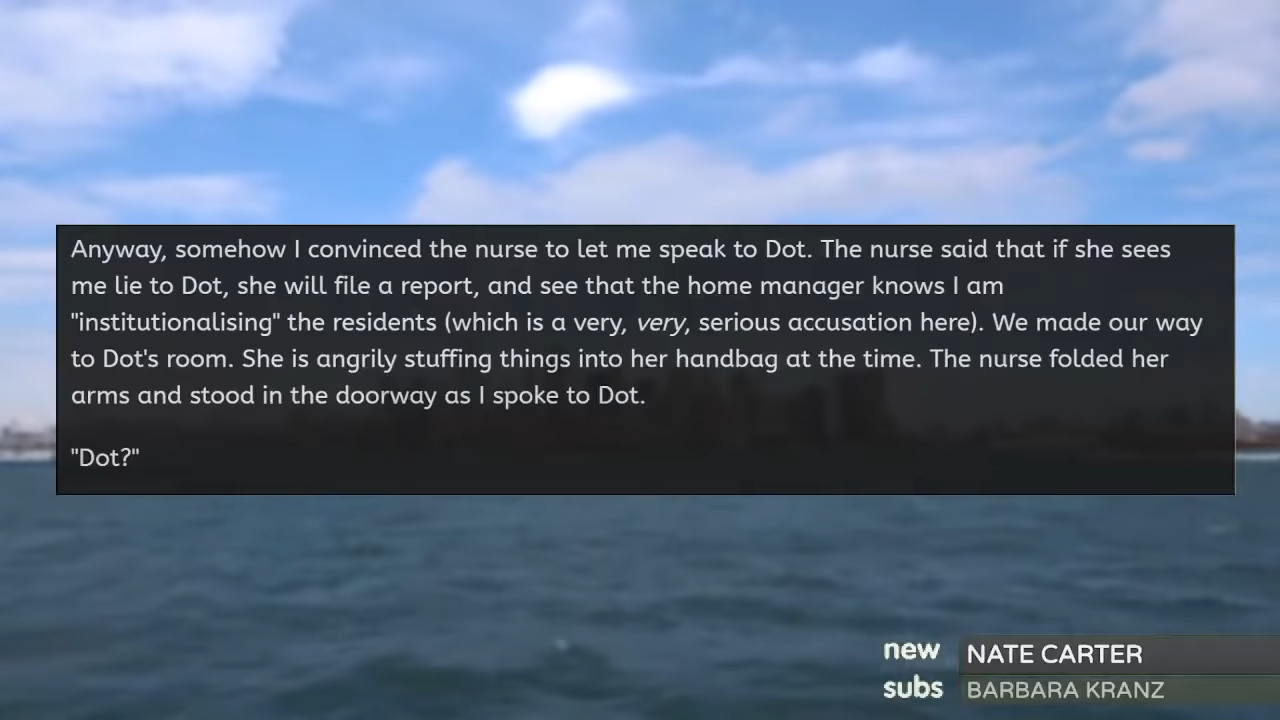 Anyway, somehow I convinced the nurse to let me speak to Dot. The nurse said that if she sees
me lie to Dot, she will file a report, and see that the home manager knows I am
"institutionalising" the residents (which is a very, very, serious accusation here). We made our way
to Dot's room. She is angrily stuffing things into her handbag at the time. The nurse folded her
arms and stood in the doorway as I spoke to Dot.
"Dot?"
new NATE CARTER
subs BARBARA KRANZ